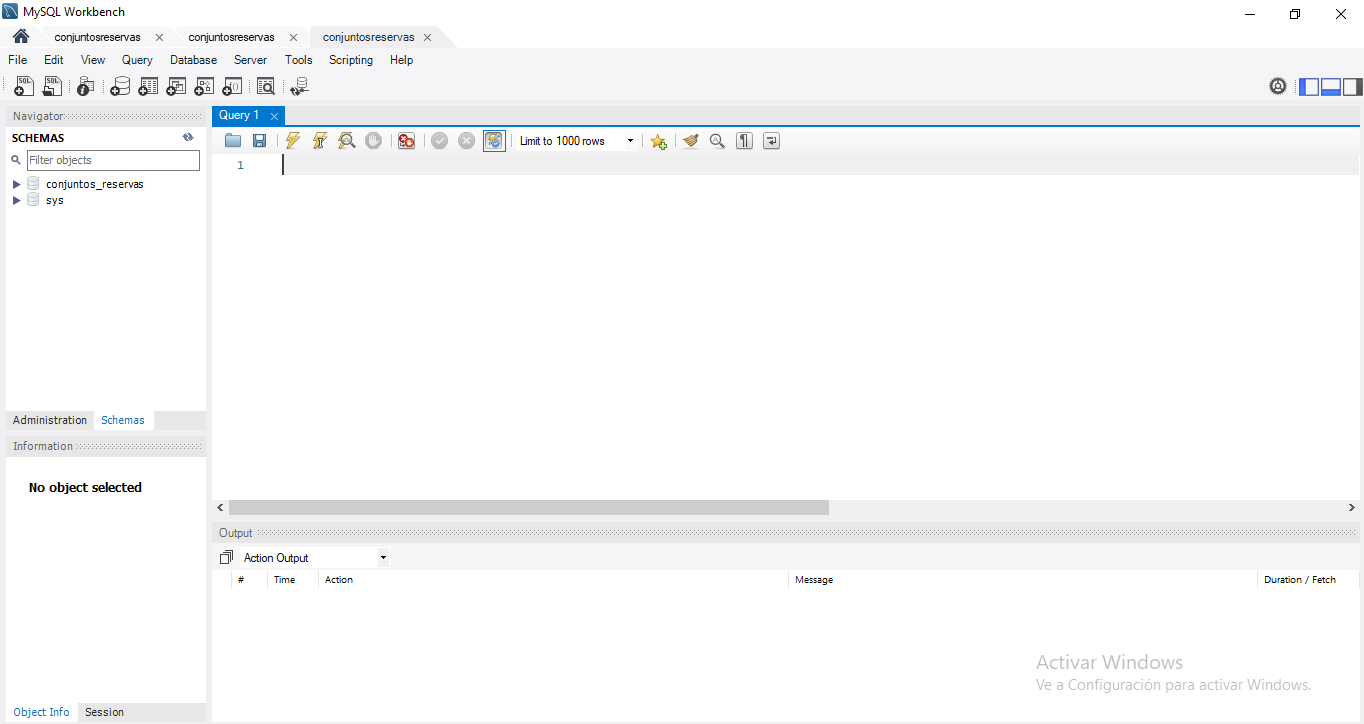 MySQL Workbench
conjuntosreservas conjuntosreservas conjuntosreservas
File Edit View Query Database Server Tools Scripting Help
Navigator
Query 1
SCHEMAS
Limit to 1000 rows
Filter objects
1
conjuntos_reservas
sys
Administration Schemas
Information
No object selected
Output
Action Output
# Time Action Message Duration / Fetch
Activar Windows
Ve a Configuración para activar Windows.
Object Info Session